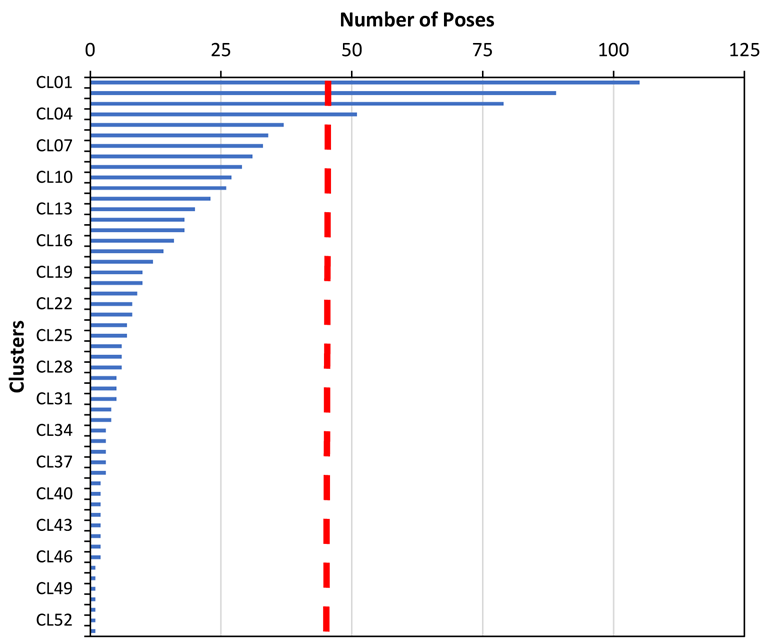 Number of Poses
0 25 50 75 100 125
CL01
CL04
CL07
CL10
CL13
CL16
CL19
CL22
CL25
CL28
CL31
CL34
CL37
CL40
CL43
CL46
CL49
CL52
Clusters